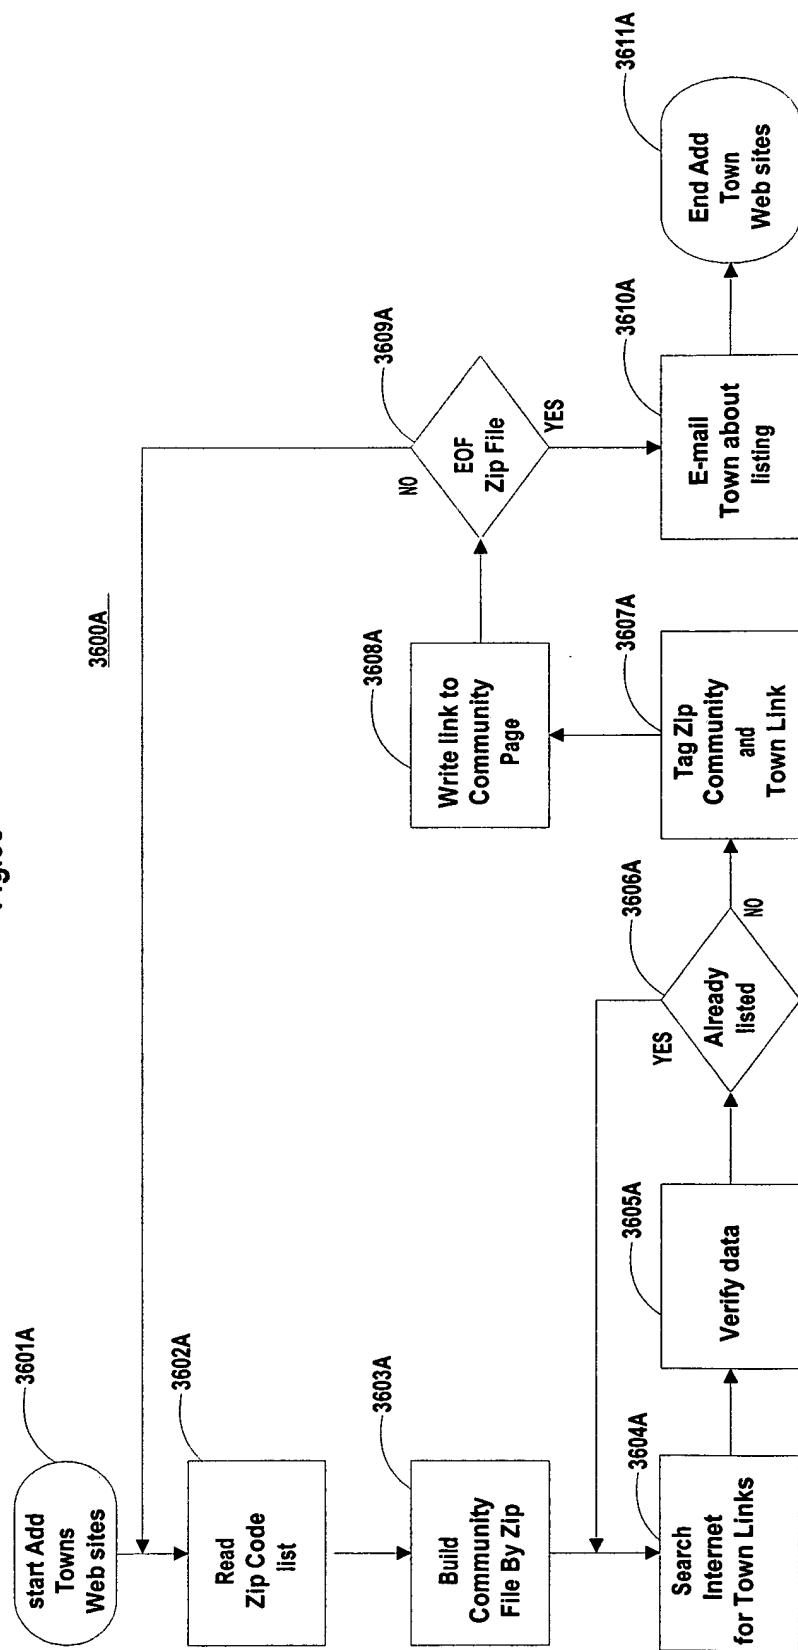 3600A
start Add
Towns
Web sites
3601A
Read
Zip Code
list
3602A
Build
Community
File By Zip
3603A
Search
Internet
for Town Links
3604A
Verify data
3605A
Already
listed
3606A
YES
NO
Tag Zip
Community
and
Town Link
3607A
Write link to
Community
Page
3608A
EOF
Zip File
3609A
NO
YES
E-mail
Town about
listing
3610A
End Add
Town
Web sites
3611A